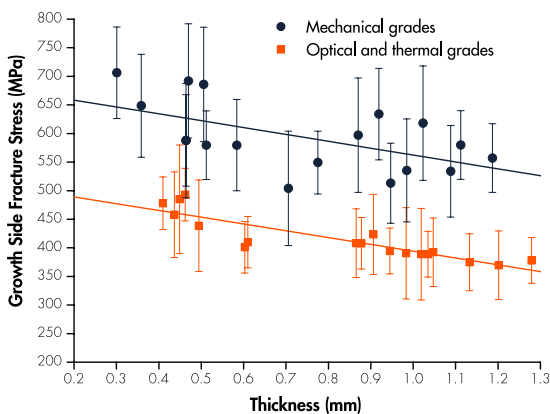 800
Mechanical grades
750
Optical and thermal grades
700
650
600
550
500
450
400
350
300
250
200
Growth Side Fracture Stress (MPa)
0.2 0.3 0.4 0.5 0.6 0.7 0.8 0.9 1.0 1.1 1.2 1.3
Thickness (mm)